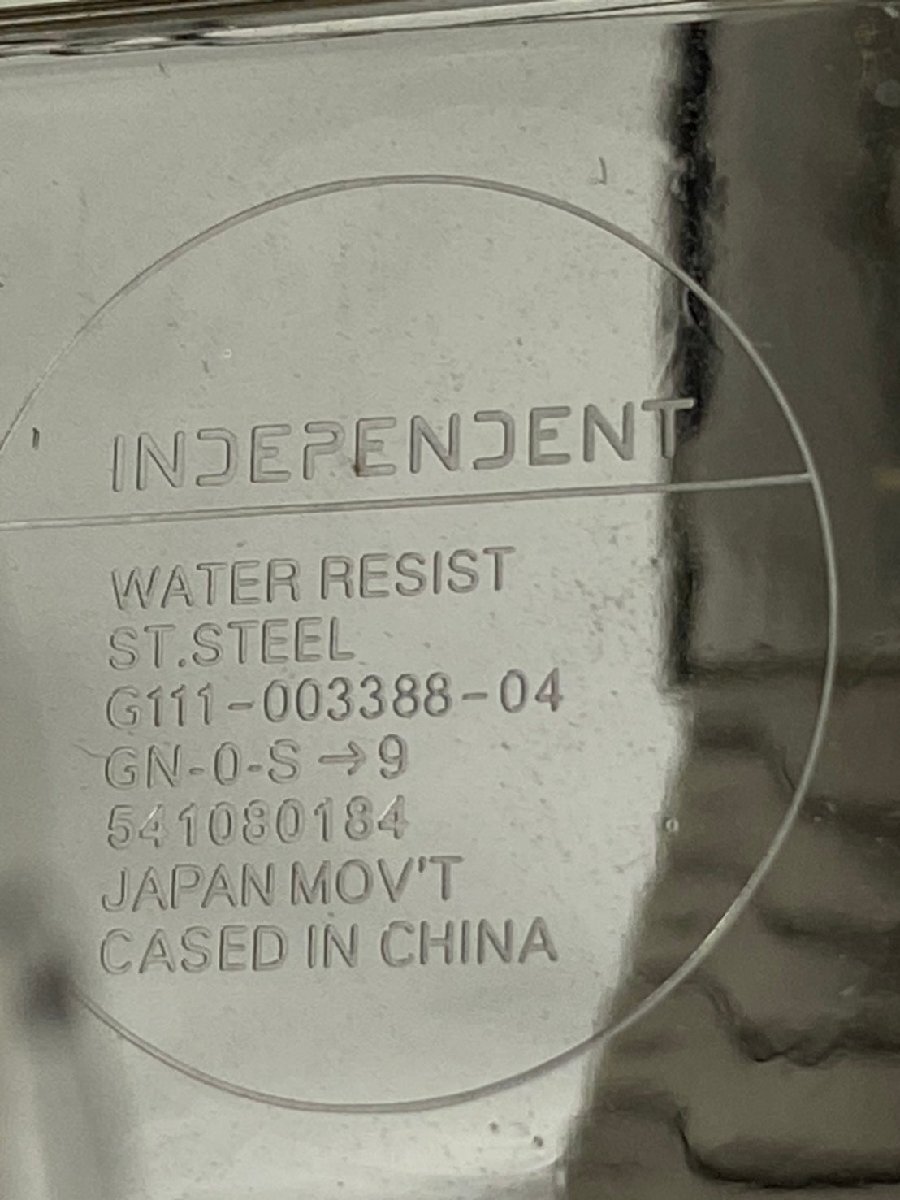 INDEPENDENT
WATER RESIST
ST.STEEL
G111-003388-04
GN-0-S→9
541080184
JAPAN MOV'T
CASED IN CHINA